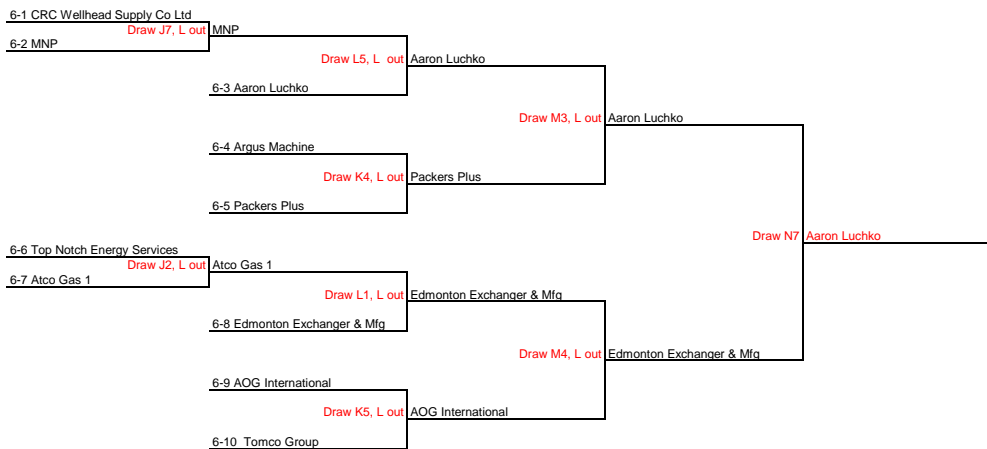 6-1 CRC Wellhead Supply Co Ltd
Draw J7, L out MNP
6-2 MNP
Draw L5, L  out Aaron Luchko
6-3 Aaron Luchko
Draw M3, L out Aaron Luchko
6-4 Argus Machine
Draw K4, L out Packers Plus
6-5 Packers Plus
Draw N7 Aaron Luchko
6-6 Top Notch Energy Services
Draw J2, L out Atco Gas 1
6-7 Atco Gas 1
Draw L1, L out Edmonton Exchanger & Mfg
6-8 Edmonton Exchanger & Mfg
Draw M4, L out Edmonton Exchanger & Mfg
6-9 AOG International
Draw K5, L out AOG International
6-10  Tomco Group